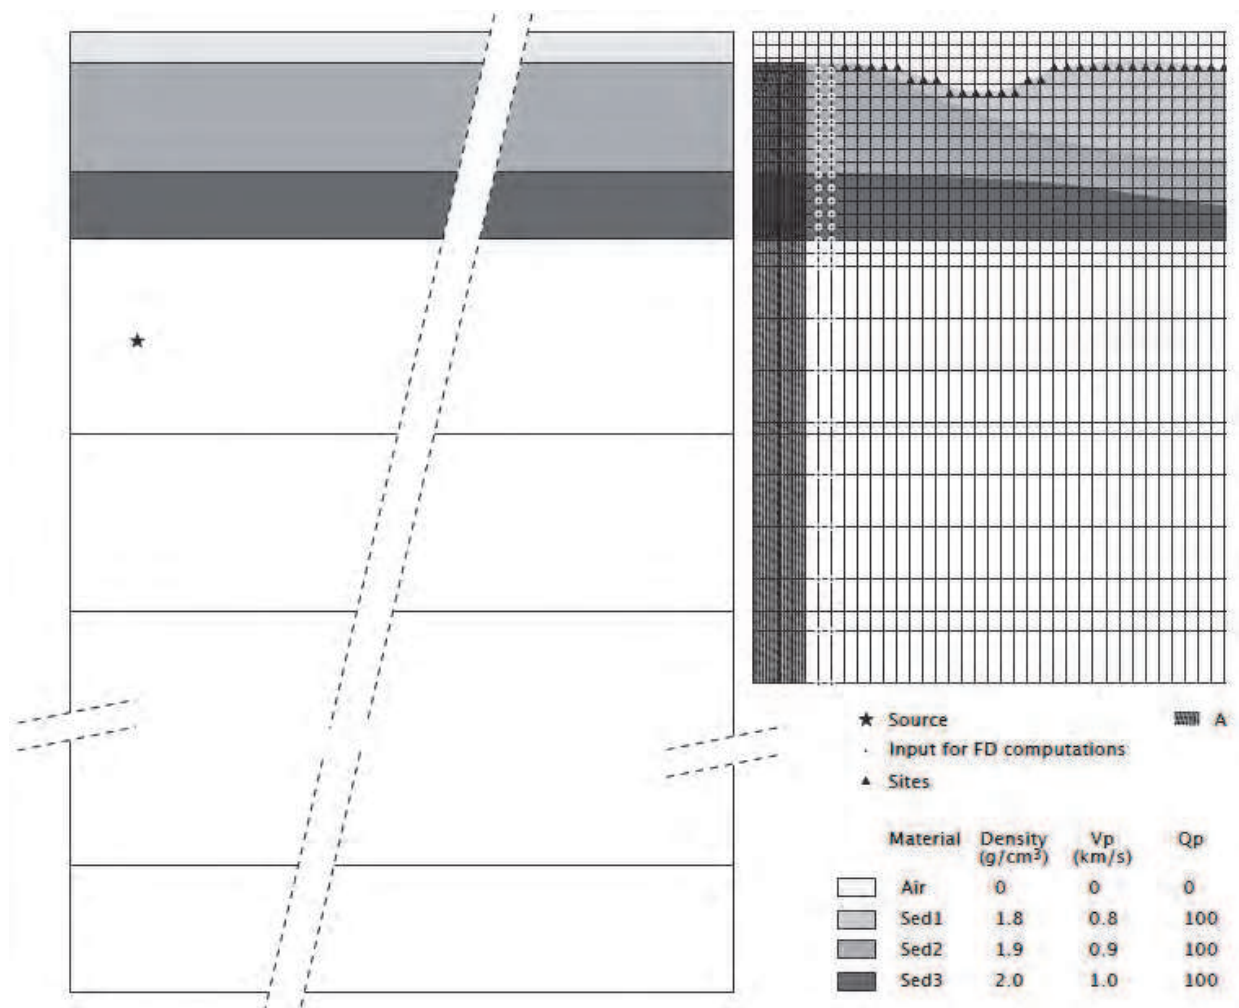 Source
A
Input for FD computations
Sites
Material Density Vp Qp
(g/cm³) (km/s)
Air 0 0 0
Sed1 1.8 0.8 100
Sed2 1.9 0.9 100
Sed3 2.0 1.0 100